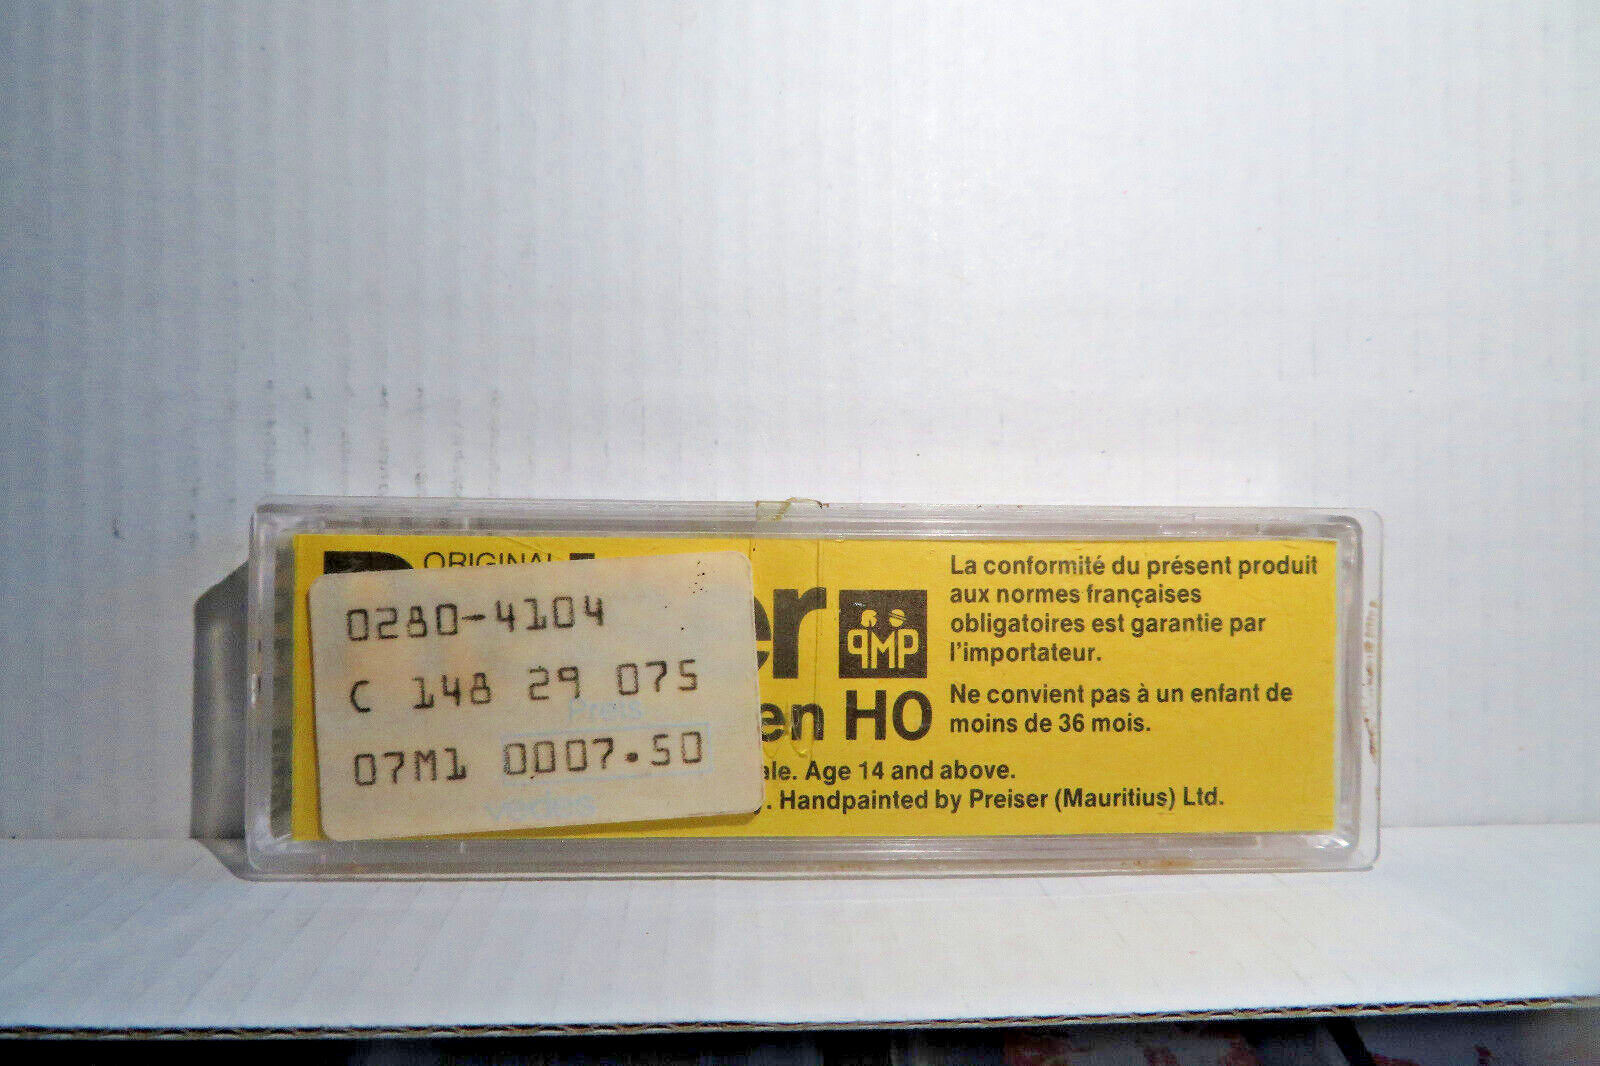 ORIGINAL
0280-4104
C 148 29 075
Preis
07M1 0007.50
vedes
er
PMP
en HO
ale. Age 14 and above.
. Handpainted by Preiser (Mauritius) Ltd.
La conformité du présent produit
aux normes françaises
obligatoires est garantie par
l'importateur.
Ne convient pas à un enfant de
moins de 36 mois.